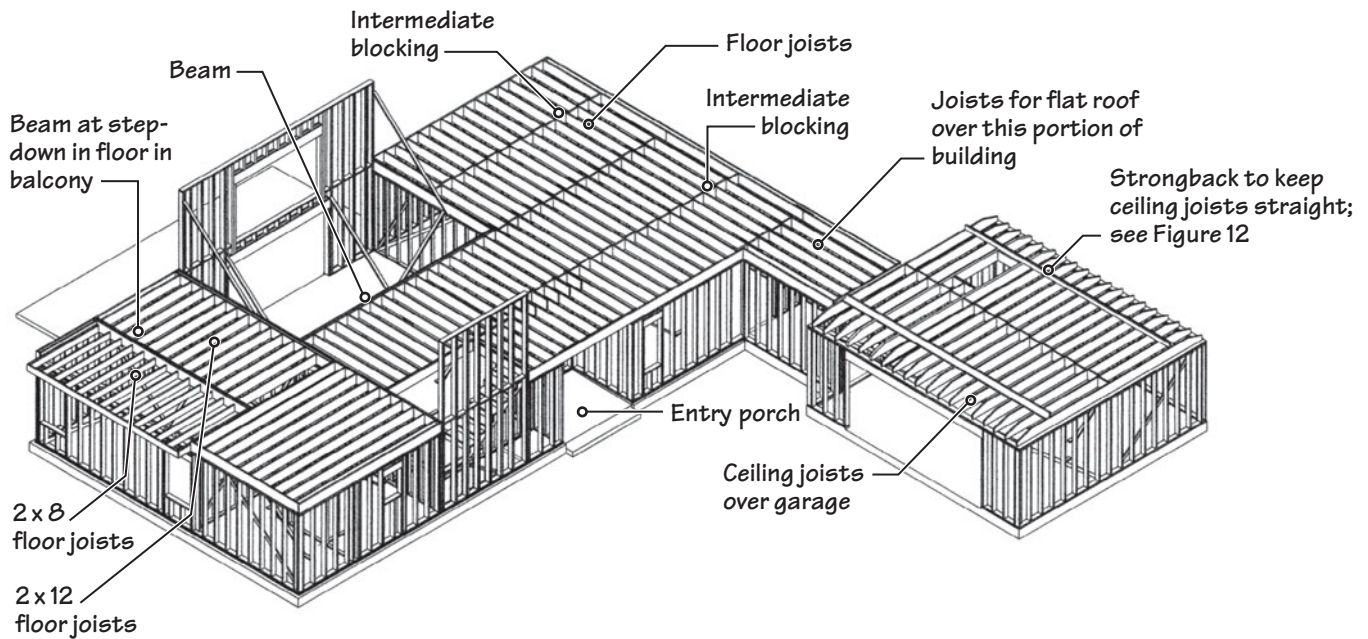 Intermediate
blocking
Floor joists
Beam
Intermediate
blocking
Joists for flat roof
over this portion of
building
Beam at step-
down in floor in
balcony
Strongback to keep
ceiling joists straight;
see Figure 12
Entry porch
Ceiling joists
over garage
2 x 8
floor joists
2 x 12
floor joists